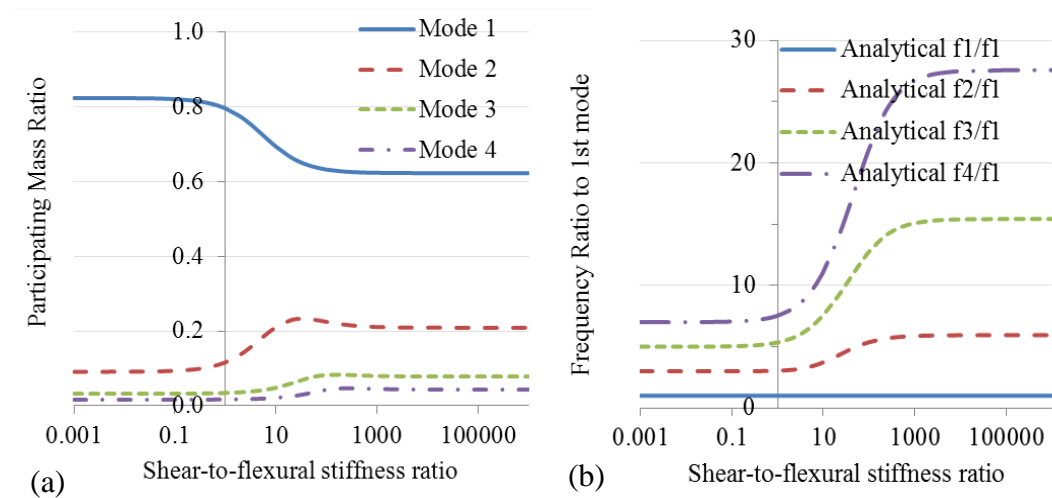 1.0
0.8
0.6
0.4
0.2
0.0
Participating Mass Ratio
Mode 1
Mode 2
Mode 3
Mode 4
0.001
0.1
10
1000
100000
Shear-to-flexural stiffness ratio
(a)
30
20
10
0
Frequency Ratio to 1st mode
Analytical f1/f1
Analytical f2/f1
Analytical f3/f1
Analytical f4/f1
0.001
0.1
10
1000
100000
Shear-to-flexural stiffness ratio
(b)